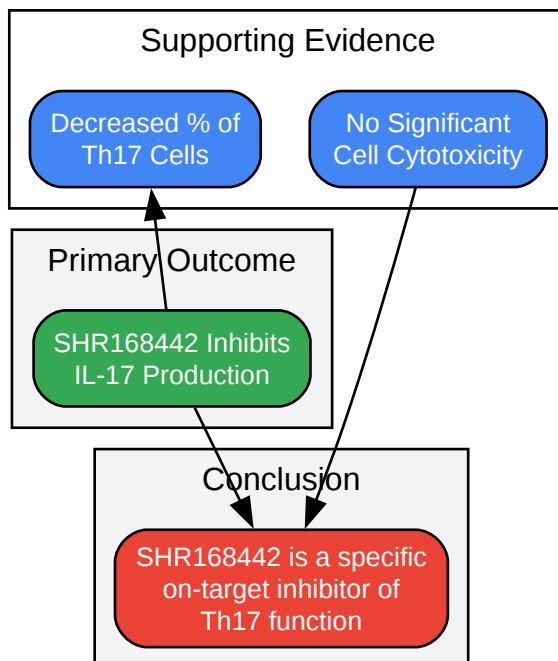 Supporting Evidence
Decreased % of
Th17 Cells
No Significant
Cell Cytotoxicity
Primary Outcome
SHR168442 Inhibits
IL-17 Production
Conclusion
SHR168442 is a specific
on-target inhibitor of
Th17 function